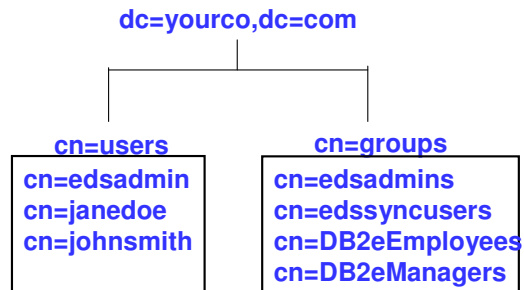 dc=yourco,dc=com
cn=users
cn=edsadmin
cn=janedoe
cn=johnsmith
cn=groups
cn=edsadmins
cn=edssyncusers
cn=DB2eEmployees
cn=DB2eManagers